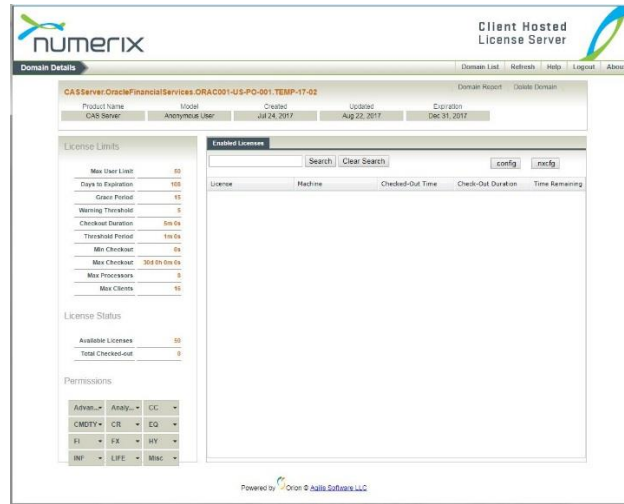 numerix
Client Hosted
License Server
Domain Details
Domain List Refresh Help Logout About
CASServer.OracleFinancialServices.ORAC001-US-PO-001.TEMP-17-02
Domain Report Delete Domain
Product Name Model Created Updated Expiration
CAS Server Anonymous User Jul 24, 2017 Aug 22, 2017 Dec 31, 2017
License Limits
Max User Limit 50
Days to Expiration
Grace Period 15
Warning Threshold 5
Checkout Duration 5m 0s
Threshold Period 1m 0s
Min Checkout 0s
Max Checkout 30d 0h 0m 0s
Max Processors 0
Max Clients 16
License Status
Available Licenses 50
Total Checked-out 0
Permissions
Advan... Analy... CC
CMDTY CR EQ
FI FX HY
INF LIFE Misc
Enabled Licenses
Search Clear Search config nxcfg
License Machine Checked-Out Time Check-Out Duration Time Remaining
Powered by Orion © Agilis Software LLC